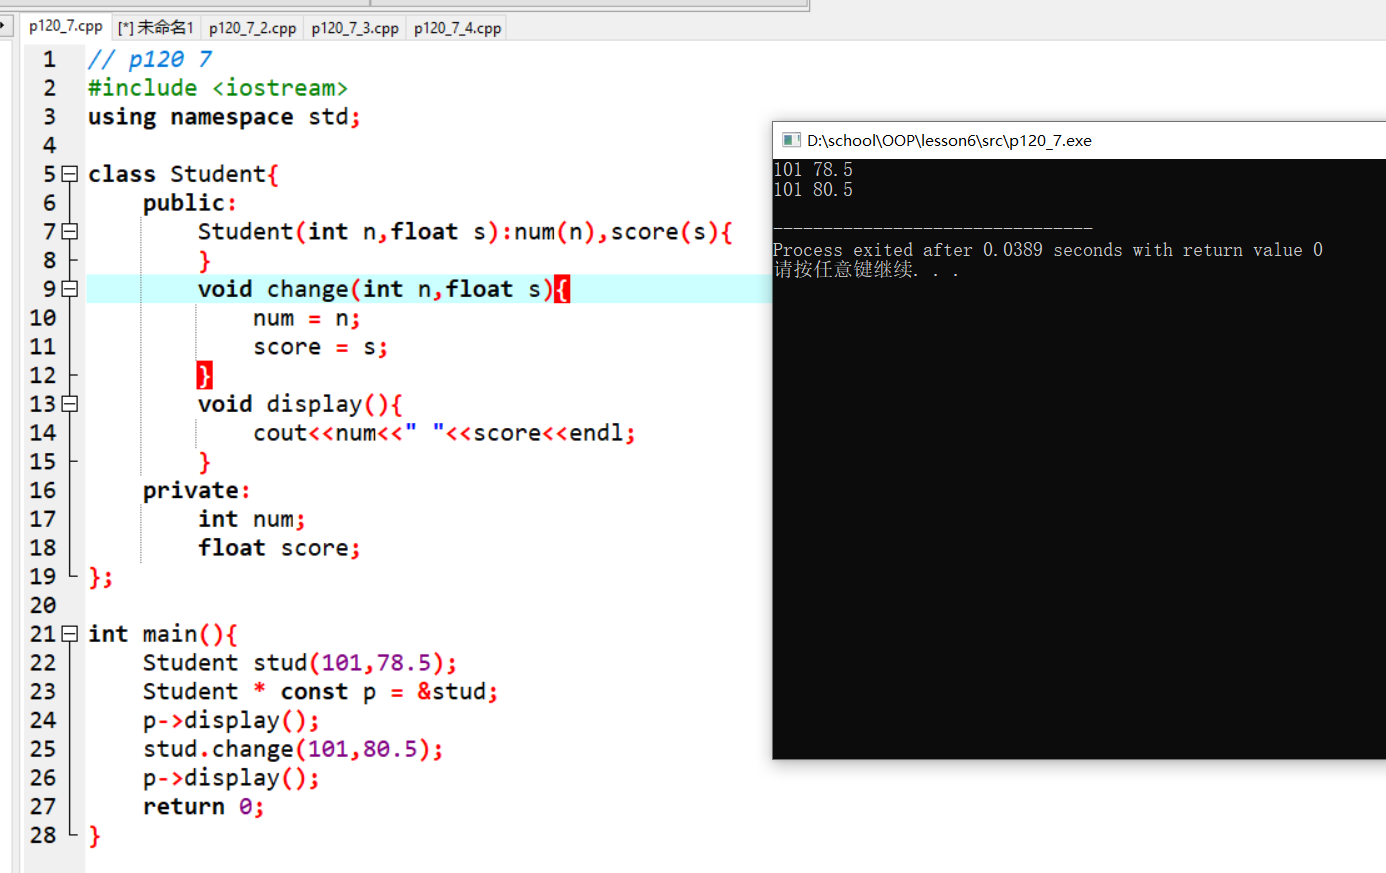 p120_7.cpp [*] 未命名1 p120_7_2.cpp p120_7_3.cpp p120_7_4.cpp
1 // p120 7
2 #include <iostream>
3 using namespace std;
4
5 class Student{
6 public:
7 Student(int n,float s):num(n),score(s){
8 }
9 void change(int n,float s){
10 num = n;
11 score = s;
12 }
13 void display(){
14 cout<<num<<" "<<score<<endl;
15 }
16 private:
17 int num;
18 float score;
19 };
20
21 int main(){
22 Student stud(101,78.5);
23 Student * const p = &stud;
24 p->display();
25 stud.change(101,80.5);
26 p->display();
27 return 0;
28 }
D:\school\OOP\lesson6\src\p120_7.exe
101 78.5
101 80.5
--------------------------------
Process exited after 0.0389 seconds with return value 0
请按任意键继续. . .